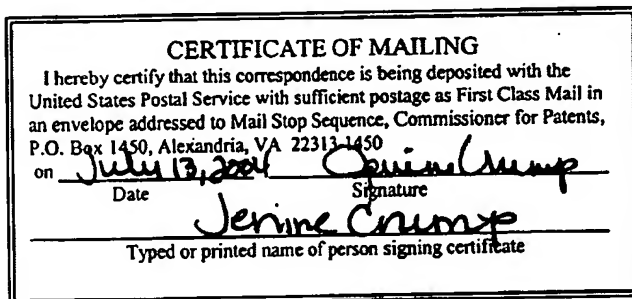 CERTIFICATE OF MAILING
I hereby certify that this correspondence is being deposited with the
United States Postal Service with sufficient postage as First Class Mail in
an envelope addressed to Mail Stop Sequence, Commissioner for Patents,
P.O. Box 1450, Alexandria, VA 22313-1450
on July 13, 2004 Crump
Date Signature
Jenine Crump
Typed or printed name of person signing certificate